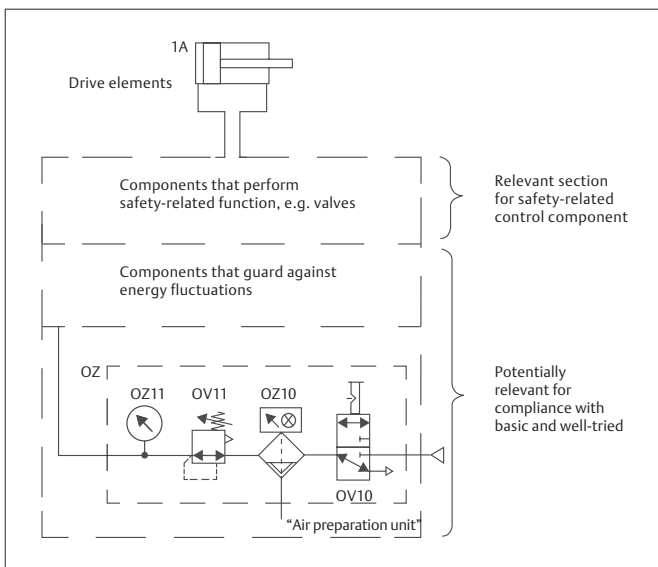 1A
Drive elements
Components that perform
safety-related function, e.g. valves
Relevant section
for safety-related
control component
Components that guard against
energy fluctuations
OZ
OZ11
OV11
OZ10
OV10
"Air preparation unit"
Potentially
relevant for
compliance with
basic and well-tried